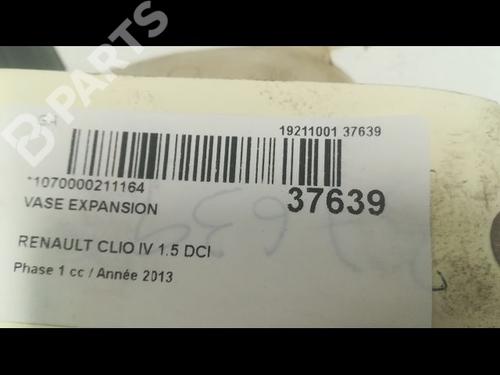 B-PARTS
19211001 37639
*1070000211164
37639
VASE EXPANSION
RENAULT CLIO IV 1.5 DCI
Phase 1 cc / Année 2013